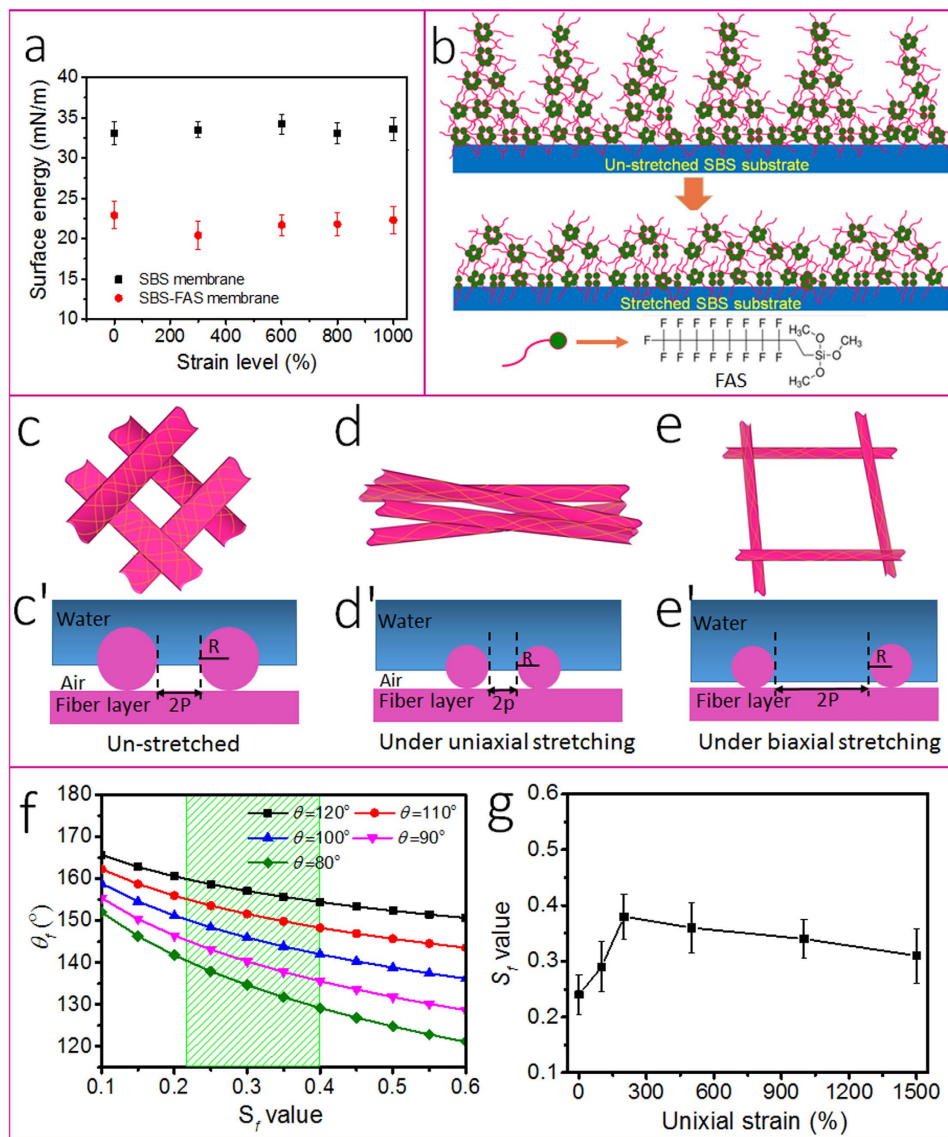 a
Surface energy (mN/m)
40
35
30
25
20
15
10
SBS membrane
SBS-FAS membrane
0 200 400 600 800 1000
Strain level (%)
b
Un-stretched SBS substrate
Stretched SBS substrate
F F F F F F F F
F
F F F F F F F F
H₃C
O
Si
O
CH₃
O
H₃C
FAS
c
d
e
c'
Water
R
Air
Fiber layer
2P
Un-stretched
d'
Water
R
Air
Fiber layer
2p
Under uniaxial stretching
e'
Water
R
Fiber layer
2P
Under biaxial stretching
f
θf (°)
180
170
160
150
140
130
120
θ=120° θ=110°
θ=100° θ=90°
θ=80°
0.1 0.2 0.3 0.4 0.5 0.6
Sf value
g
Sf value
0.6
0.5
0.4
0.3
0.2
0.1
0 300 600 900 1200 1500
Unixial strain (%)